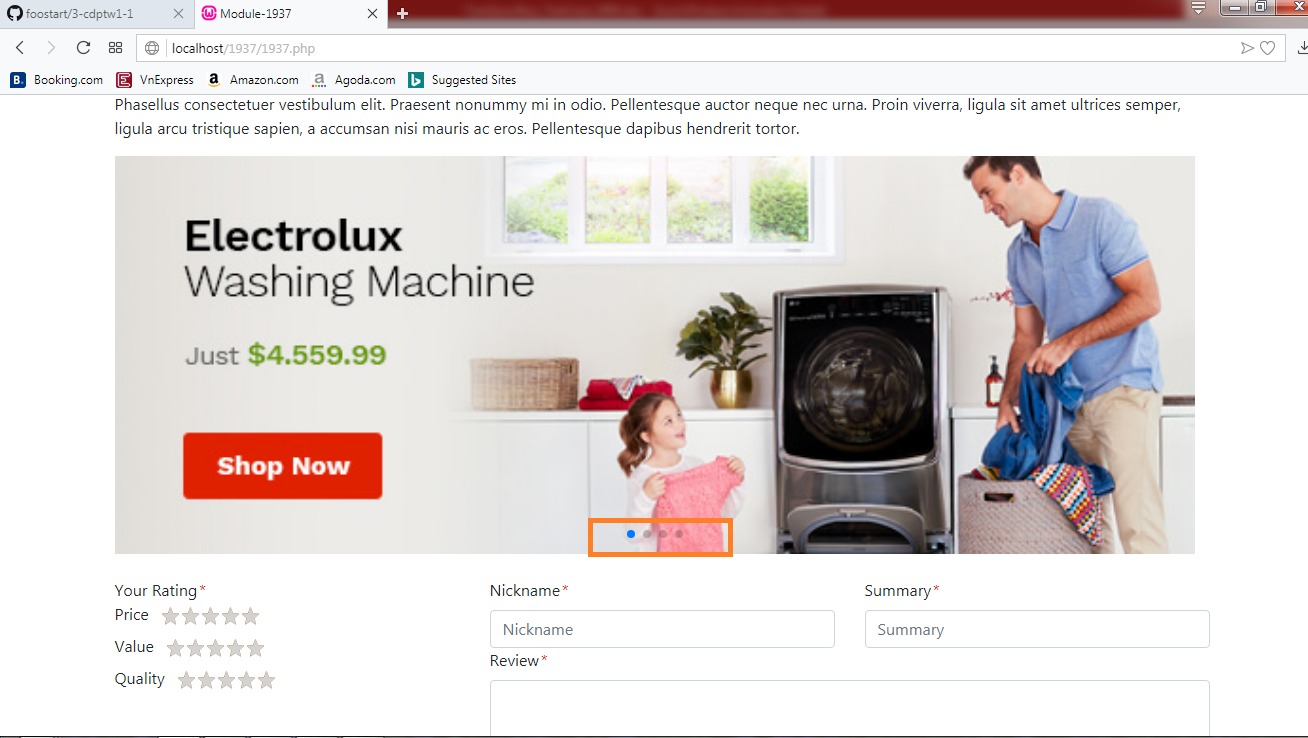 foostart/3-cdptw1-1
Module-1937
localhost/1937/1937.php
B. Booking.com
VnExpress
a Amazon.com
a Agoda.com
b Suggested Sites
Phasellus consectetuer vestibulum elit. Praesent nonummy mi in odio. Pellentesque auctor neque nec urna. Proin viverra, ligula sit amet ultrices semper,
ligula arcu tristique sapien, a accumsan nisi mauris ac eros. Pellentesque dapibus hendrerit tortor.
Electrolux
Washing Machine
Just $4.559.99
Shop Now
LG
Your Rating*
Price
Value
Quality
Nickname*
Nickname
Summary*
Summary
Review*